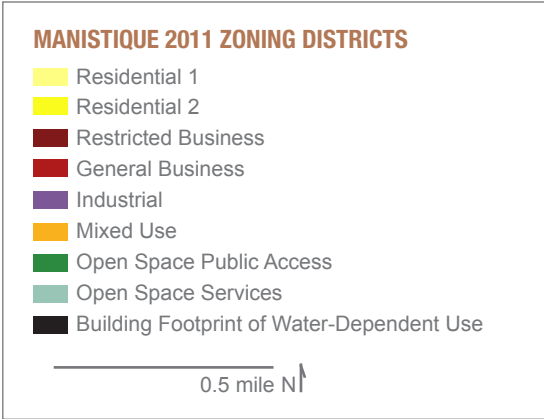 MANISTIQUE 2011 ZONING DISTRICTS
Residential 1
Residential 2
Restricted Business
General Business
Industrial
Mixed Use
Open Space Public Access
Open Space Services
Building Footprint of Water-Dependent Use
0.5 mile N